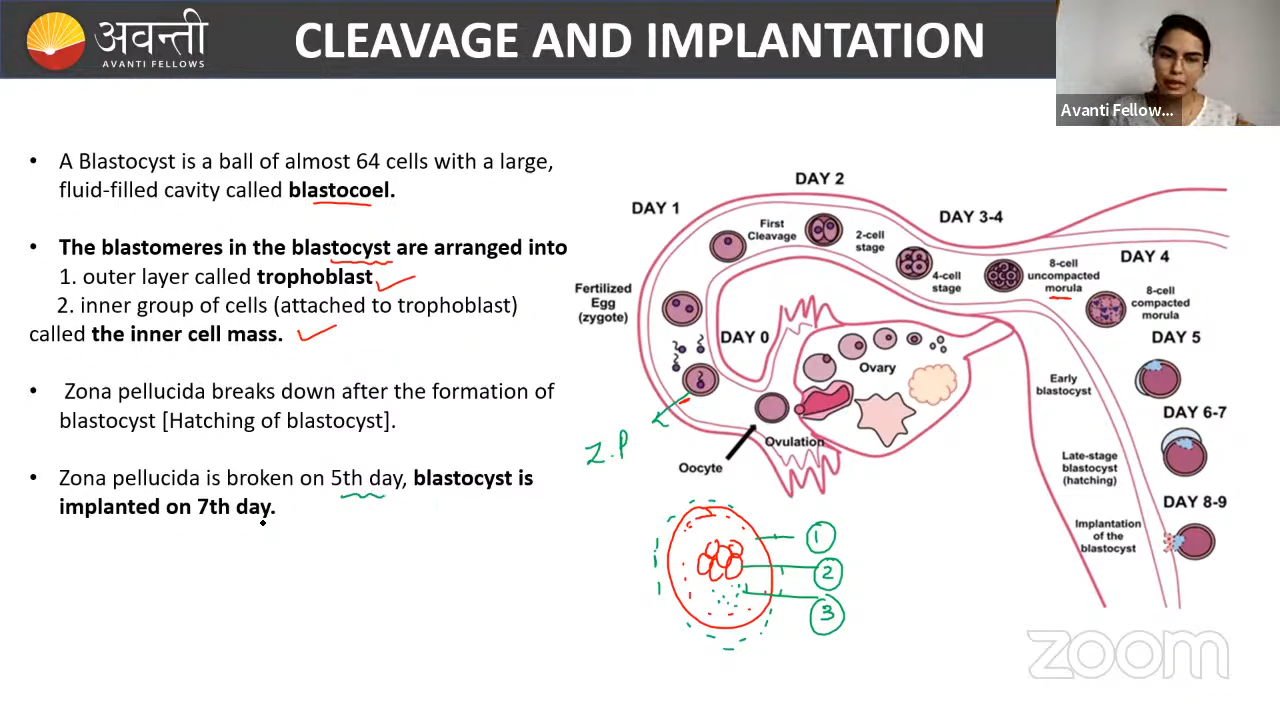 अवन्ती
AVANTI FELLOWS
CLEAVAGE AND IMPLANTATION
Avanti Fellow...
• A Blastocyst is a ball of almost 64 cells with a large,
fluid-filled cavity called blastocoel.
• The blastomeres in the blastocyst are arranged into
1. outer layer called trophoblast
2. inner group of cells (attached to trophoblast)
called the inner cell mass.
• Zona pellucida breaks down after the formation of
blastocyst [Hatching of blastocyst].
• Zona pellucida is broken on 5th day, blastocyst is
implanted on 7th day.
DAY 0
Oocyte
Ovulation
Ovary
Fertilized
Egg
(zygote)
Z.P
DAY 1
First
Cleavage
DAY 2
2-cell
stage
4-cell
stage
DAY 3-4
8-cell
uncompacted
morula
DAY 4
8-cell
compacted
morula
DAY 5
Early
blastocyst
DAY 6-7
Late-stage
blastocyst
(hatching)
DAY 8-9
Implantation
of the
blastocyst
1
2
3
zoom